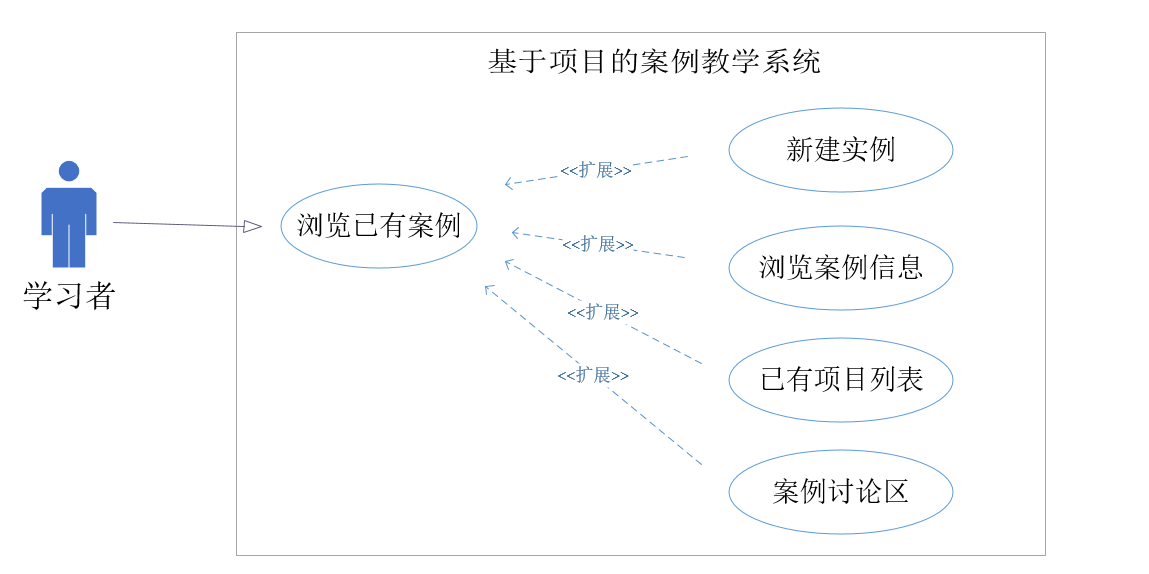 基于项目的案例教学系统
新建实例
<<扩展>>
浏览已有案例
<<扩展>>
浏览案例信息
学习者
<<扩展>>
已有项目列表
<<扩展>>
案例讨论区